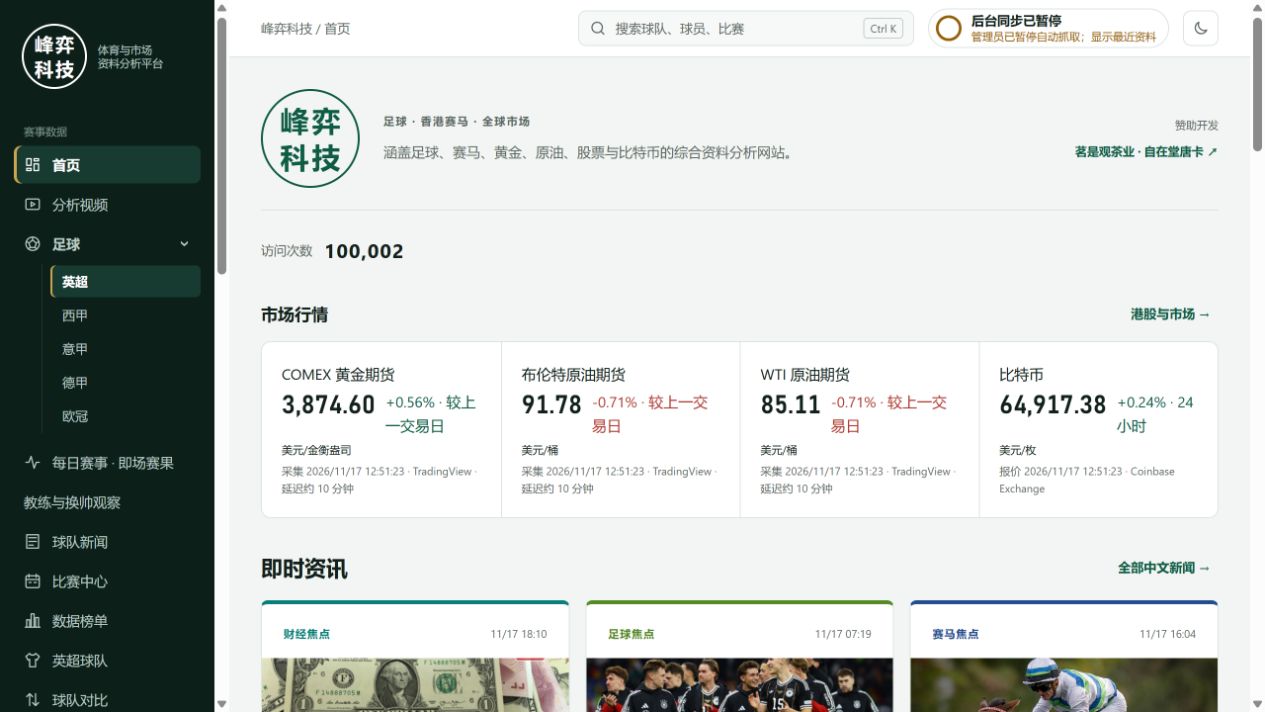 峰弈
科技
体育与市场
资料分析平台
赛事数据
首页
分析视频
足球
英超
西甲
意甲
德甲
欧冠
每日赛事 · 即场赛果
教练与换帅观察
球队新闻
比赛中心
数据榜单
英超球队
球队对比
峰弈科技 / 首页
搜索球队、球员、比赛
Ctrl K
后台同步已暂停
管理员已暂停自动抓取；显示最近资料
峰弈
科技
足球 · 香港赛马 · 全球市场
涵盖足球、赛马、黄金、原油、股票与比特币的综合资料分析网站。
赞助开发
茗是观茶业 · 自在堂唐卡 ↗
访问次数 100,002
市场行情
港股与市场 →
COMEX 黄金期货
3,874.60 +0.56% · 较上
一交易日
美元/金衡盎司
采集 2026/11/17 12:51:23 · TradingView ·
延迟约 10 分钟
布伦特原油期货
91.78 -0.71% · 较上一交
易日
美元/桶
采集 2026/11/17 12:51:23 · TradingView ·
延迟约 10 分钟
WTI 原油期货
85.11 -0.71% · 较上一交
易日
美元/桶
采集 2026/11/17 12:51:23 · TradingView ·
延迟约 10 分钟
比特币
64,917.38 +0.24% · 24
小时
美元/枚
报价 2026/11/17 12:51:23 · Coinbase
Exchange
即时资讯
全部中文新闻 →
财经焦点 11/17 18:10
足球焦点 11/17 07:19
赛马焦点 11/17 16:04